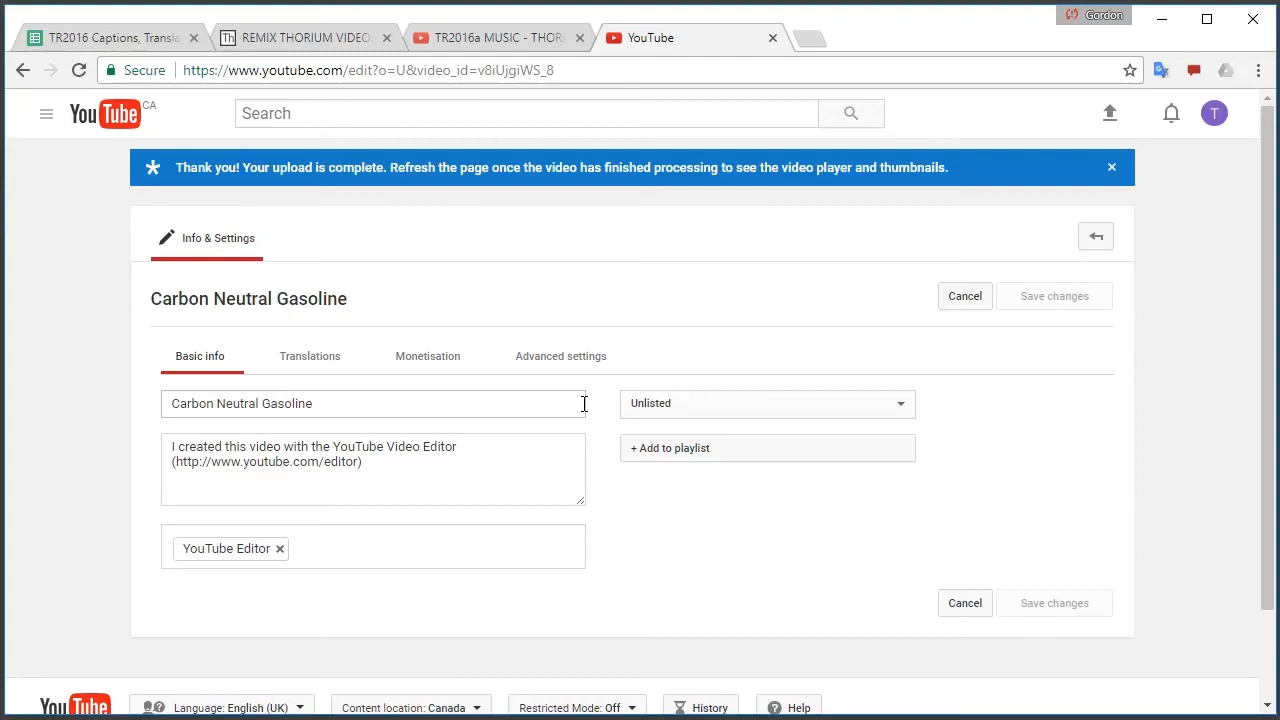 Gordon
TR2016 Captions, Transla
REMIX THORIUM VIDEO
TR2016a MUSIC - THOR
YouTube
Secure
https://www.youtube.com/edit?o=U&video_id=v8iUjgiWS_8
YouTube CA
Search
T
Thank you! Your upload is complete. Refresh the page once the video has finished processing to see the video player and thumbnails.
Info & Settings
Carbon Neutral Gasoline
Cancel
Save changes
Basic info
Translations
Monetisation
Advanced settings
Carbon Neutral Gasoline
Unlisted
I created this video with the YouTube Video Editor
(http://www.youtube.com/editor)
+ Add to playlist
YouTube Editor
Cancel
Save changes
YouTube
Language: English (UK)
Content location: Canada
Restricted Mode: Off
History
Help